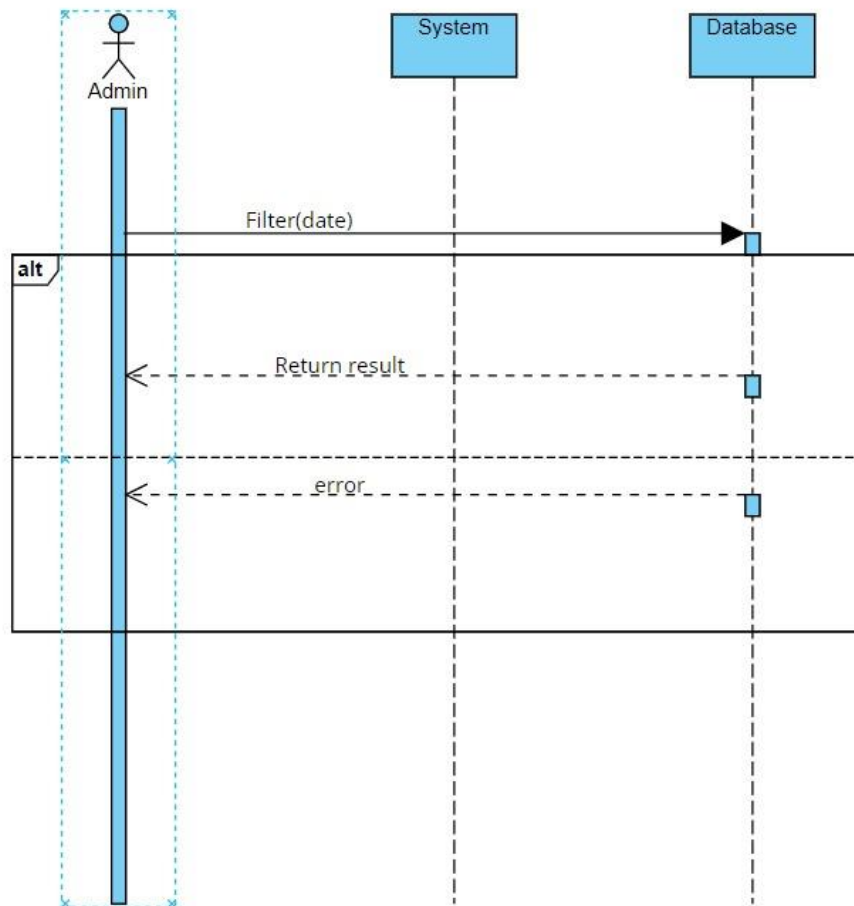 System
Database
Admin
Filter(date)
alt
Return result
error